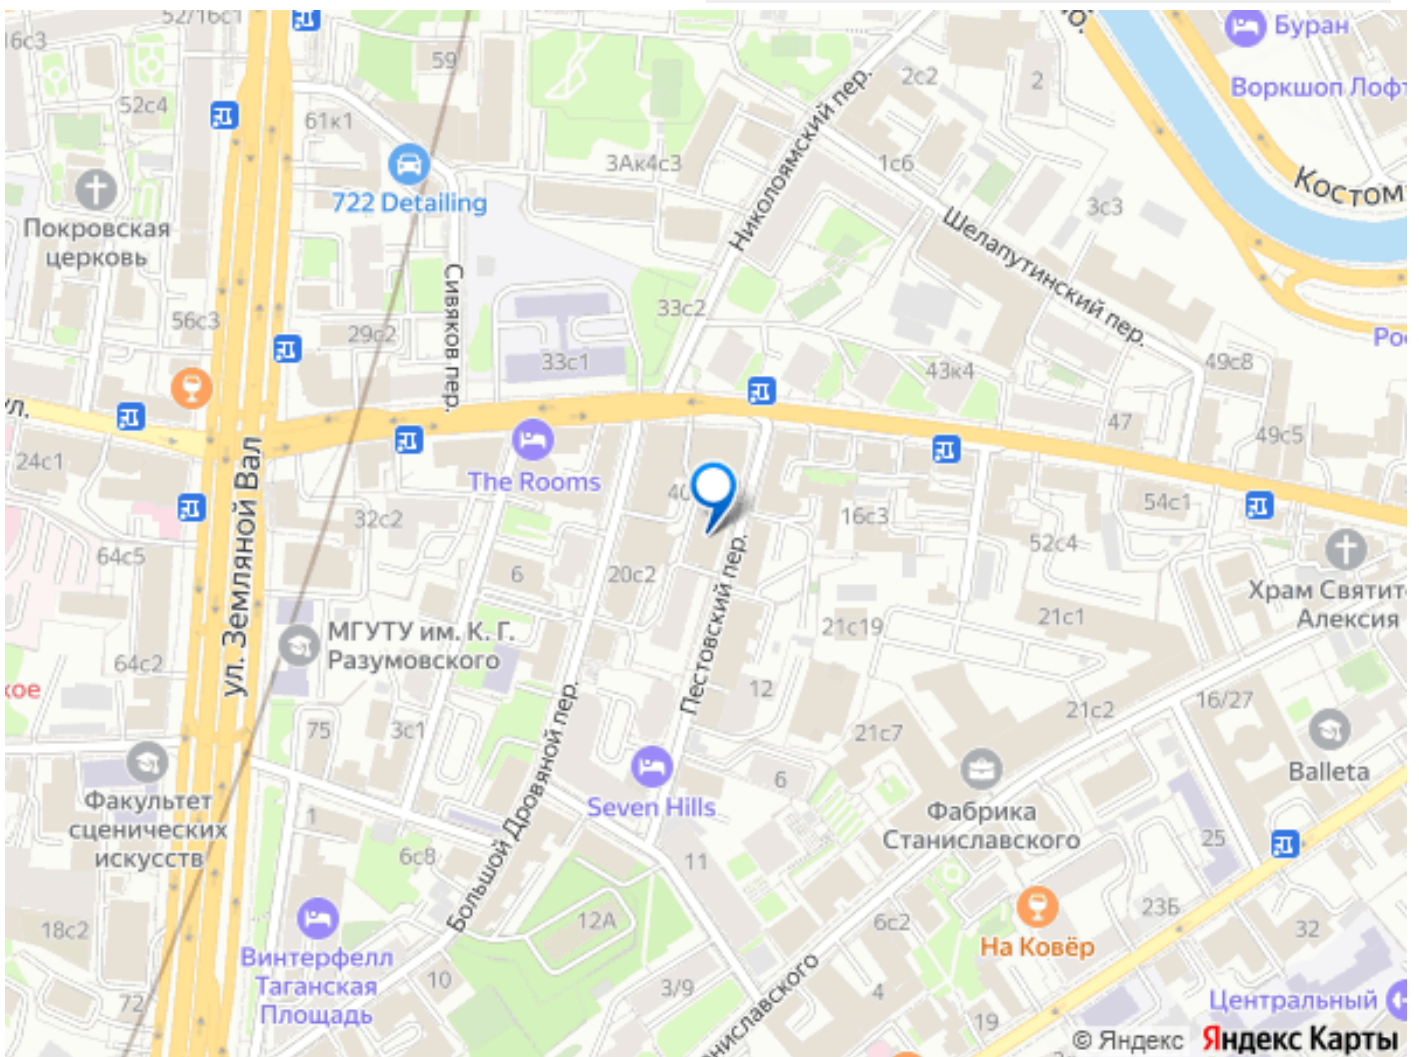 52/16с1
16с3
59
2с2
2
Буран
Воркшоп Лофт
52с4
61к1
3Ак4с3
1с6
Николоямский пер.
722 Detailing
Костом
3с3
Покровская
церковь
Шелапутинский пер.
Сивяков пер.
56с3
29с2
33с2
33с1
43к4
49с8
ул.
47
49с5
24с1
ул. Земляной Вал
The Rooms
40
54с1
32с2
16с3
52с4
64с5
6
20с2
Пестовский пер.
Храм Святит
Алексия
21с1
21с19
МГУТУ им. К. Г.
Разумовского
64с2
кое
12
16/27
21с2
75
3с1
21с7
Большой Дровяной пер.
6
Balleta
Seven Hills
Факультет
сценических
искусств
Фабрика
Станиславского
1
6с8
11
25
12А
6с2
23Б
18с2
32
На Ковёр
Винтерфелл
Таганская
Площадь
10
3/9
4
ниславского
72
19
Центральный
© Яндекс Яндекс Карты